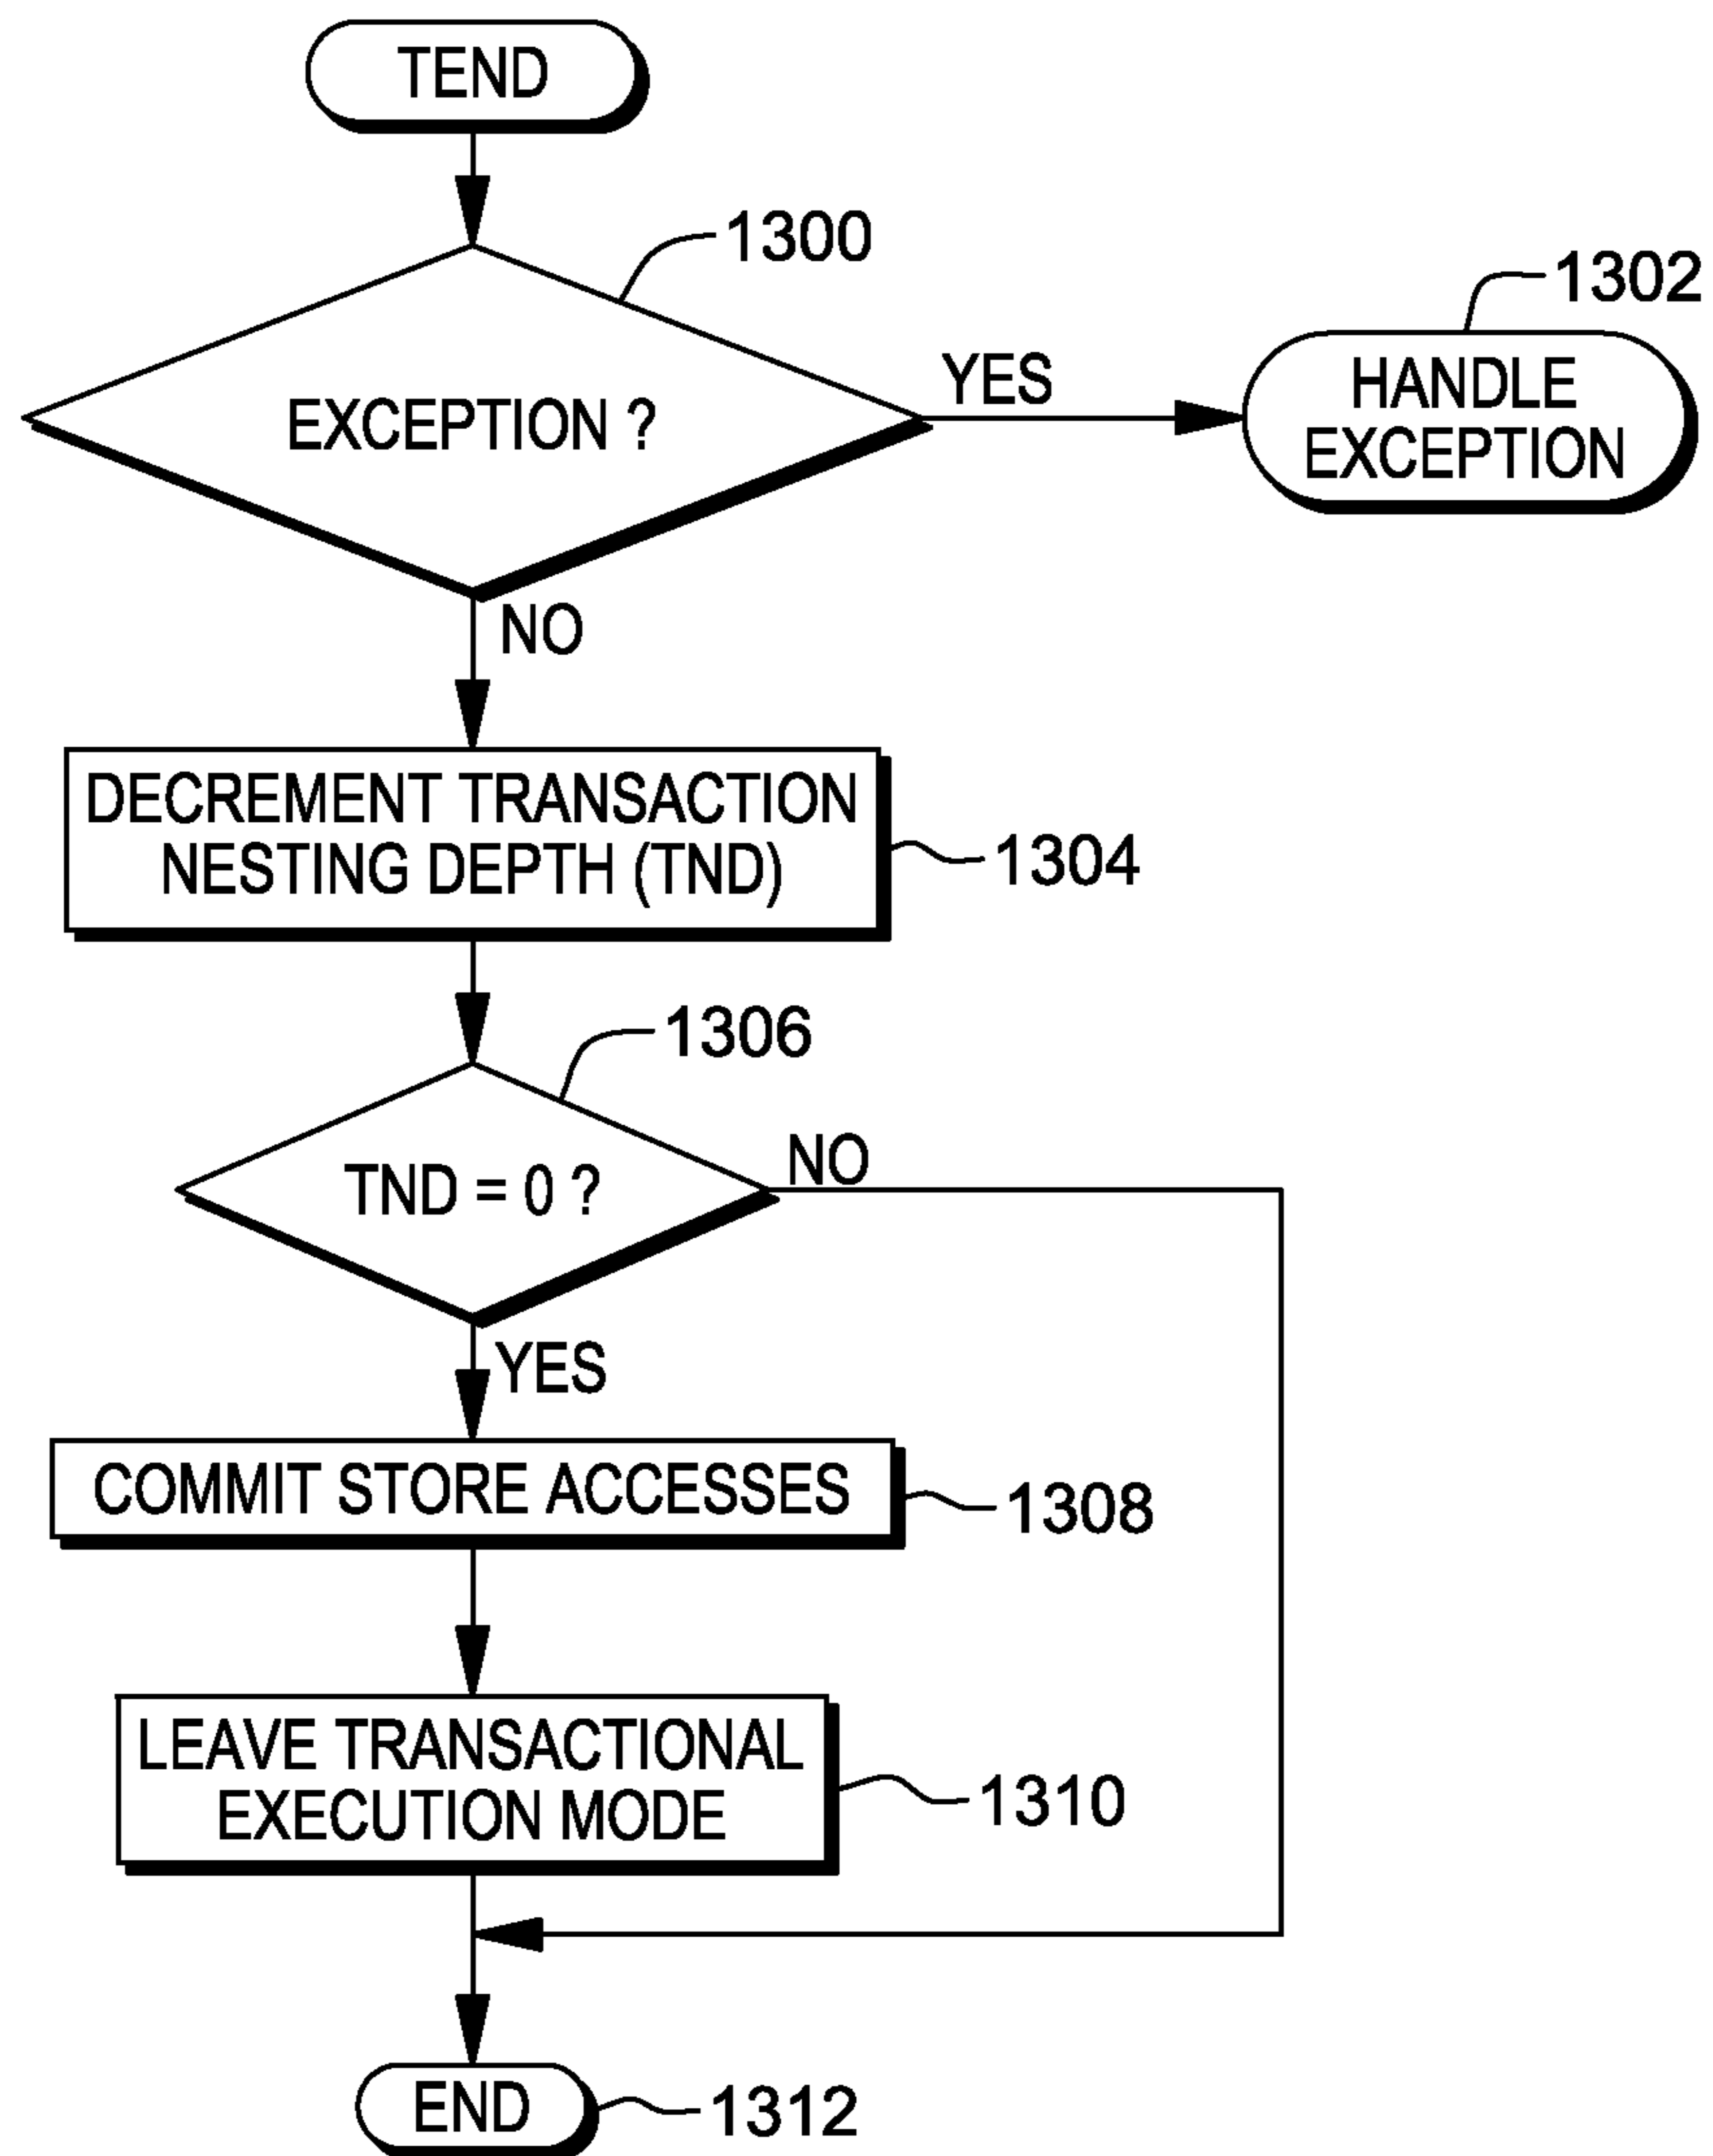 TEND
1300
1302
EXCEPTION ?
YES
HANDLE
EXCEPTION
NO
DECREMENT TRANSACTION
NESTING DEPTH (TND)
1304
1306
TND = 0 ?
NO
YES
COMMIT STORE ACCESSES
1308
LEAVE TRANSACTIONAL
EXECUTION MODE
1310
END
1312